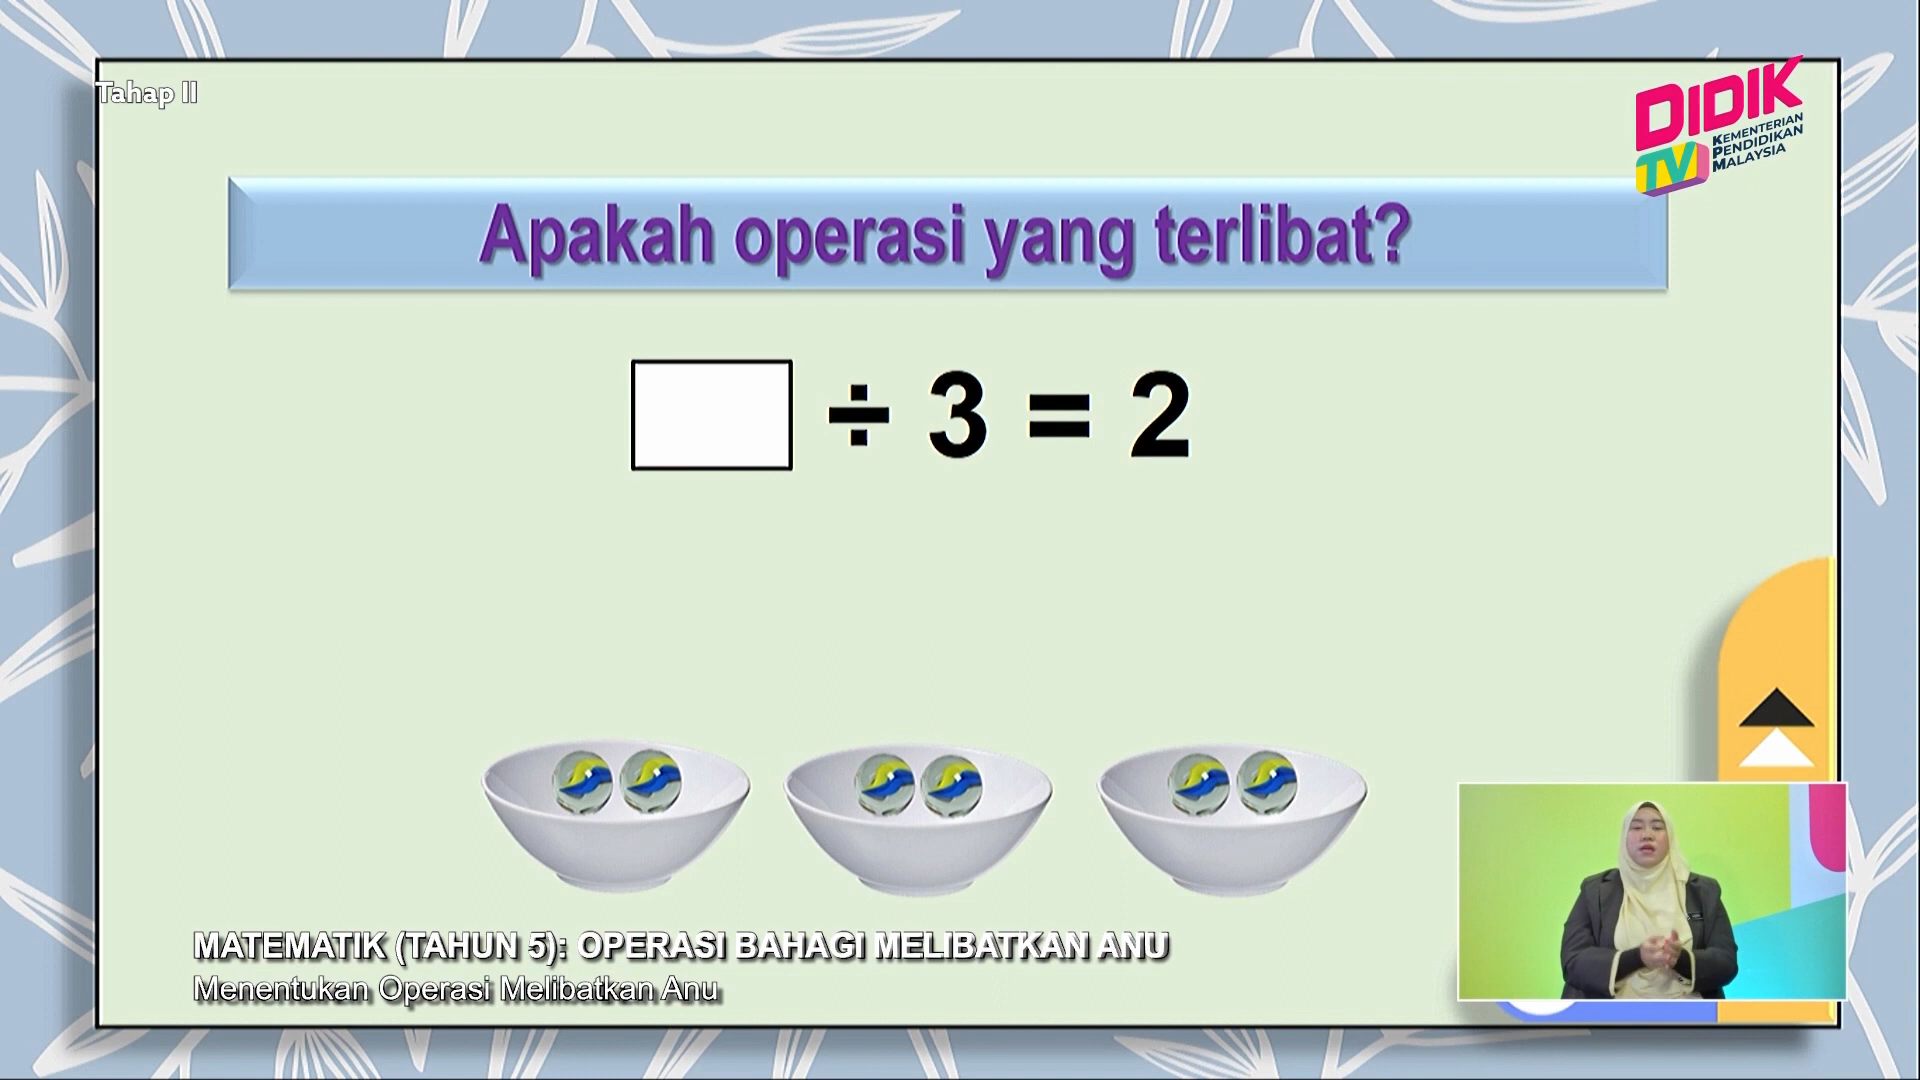 Tahap II
DIDIK
TV
KEMENTERIAN
PENDIDIKAN
MALAYSIA
Apakah operasi yang terlibat?
÷ 3 = 2
MATEMATIK (TAHUN 5): OPERASI BAHAGI MELIBATKAN ANU
Menentukan Operasi Melibatkan Anu